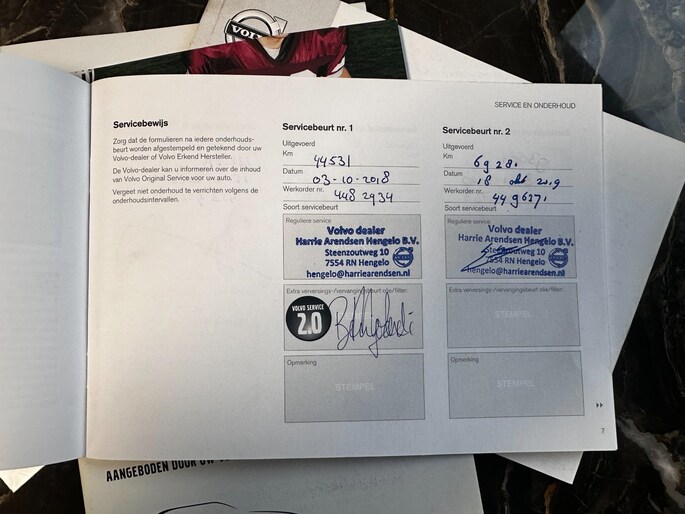 VOLVO
SERVICE EN ONDERHOUD
Servicebewijs
Zorg dat de formulieren na iedere onderhouds-
beurt worden afgestempeld en getekend door uw
Volvo-dealer of Volvo Erkend Hersteller.
De Volvo-dealer kan u informeren over de inhoud
van Volvo Original Service voor uw auto.
Vergeet niet onderhoud te verrichten volgens de
onderhoudsintervallen.
Servicebeurt nr. 1
Uitgevoerd
Km 44531
Datum 03-10-2018
Werkorder nr. 448 2934
Soort servicebeurt
Reguliere service
Volvo dealer
Harrie Arendsen Hengelo B.V.
Steenzoutweg 10
7554 RN Hengelo
hengelo@harriearendsen.nl
Extra verversings-/vervangingsbeurt olie/filter:
VOLVO SERVICE
2.0
Opmerking
STEMPEL
Servicebeurt nr. 2
Uitgevoerd
Km
Datum 18 okt
Werkorder nr.
Soort servicebeurt
Reguliere service
Volvo dealer
Harrie Arendsen Hengelo B.V.
Steenzoutweg 10
7554 RN Hengelo
hengelo@harriearendsen.nl
Extra verversings-/vervangingsbeurt olie/filter:
STEMPEL
Opmerking
STEMPEL
7
AANGEBODEN DOOR UW